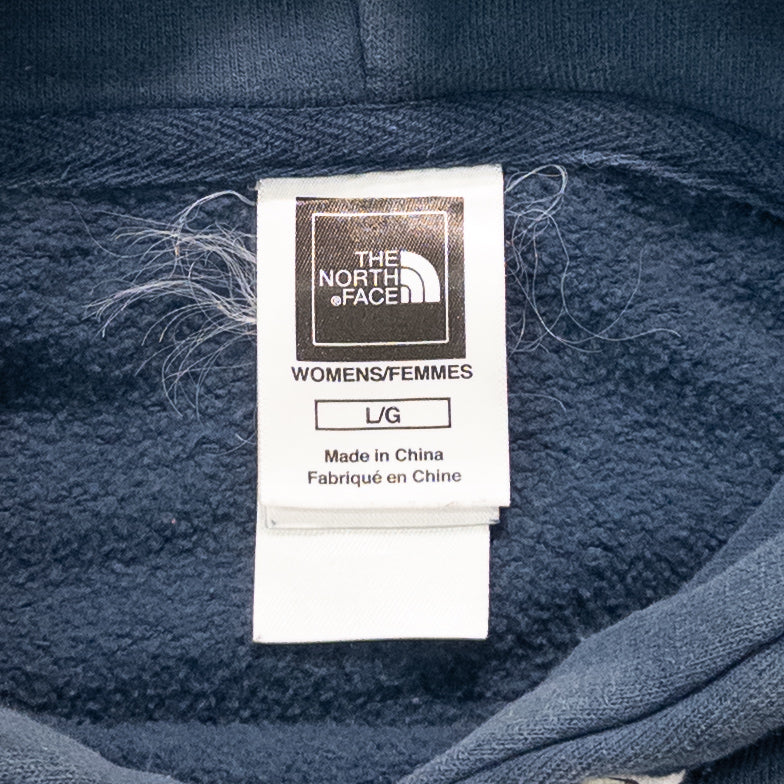 THE
NORTH
®FACE
WOMENS/FEMMES
L/G
Made in China
Fabriqué en Chine